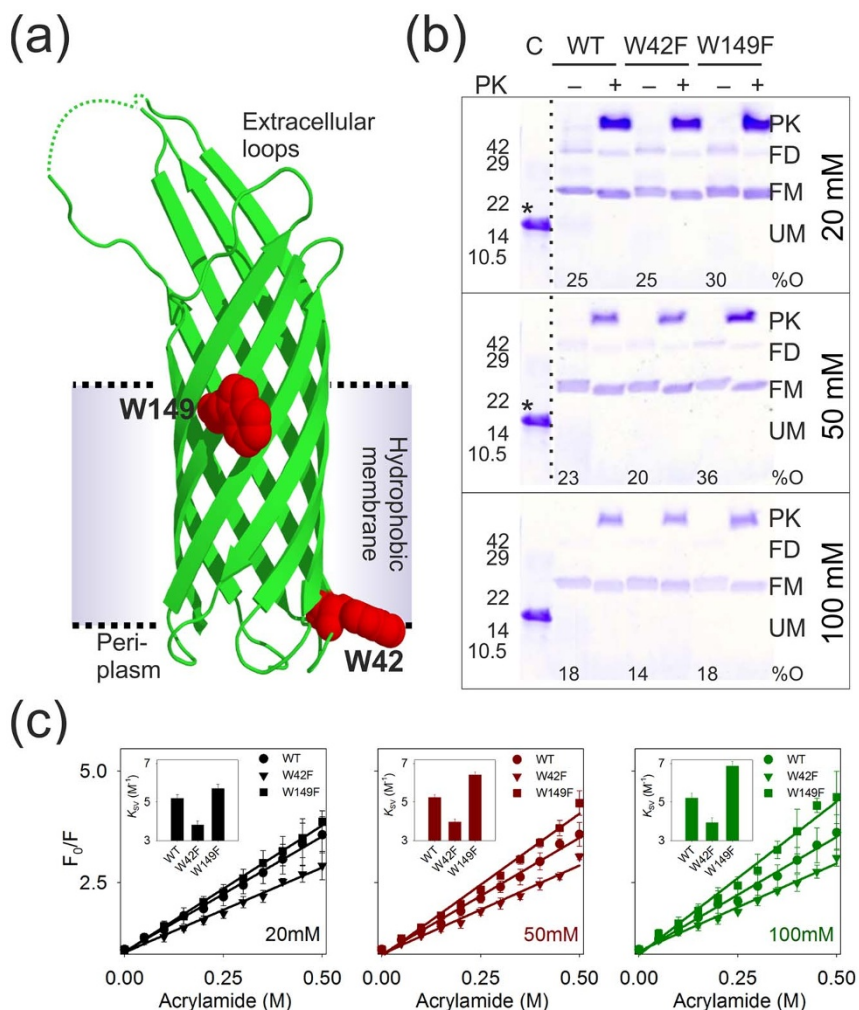 (a)
Extracellular
loops
W149
Hydrophobic
membrane
Peri-
plasm
W42
(b)
C WT W42F W149F
PK – + – + – +
42
29
22
14
10.5
*
PK
FD
FM
UM
25 25 30 %O
20 mM
42
29
22
14
10.5
*
PK
FD
FM
UM
23 20 36 %O
50 mM
42
29
22
14
10.5
PK
FD
FM
UM
18 14 18 %O
100 mM
(c)
F0/F
5.0
2.5
7
5
3
KSV (M-1)
WT
W42F
W149F
WT
W42F
W149F
20mM
0.00 0.25 0.50
Acrylamide (M)
7
5
3
KSV (M-1)
WT
W42F
W149F
WT
W42F
W149F
50mM
0.00 0.25 0.50
Acrylamide (M)
7
5
3
KSV (M-1)
WT
W42F
W149F
WT
W42F
W149F
100mM
0.00 0.25 0.50
Acrylamide (M)